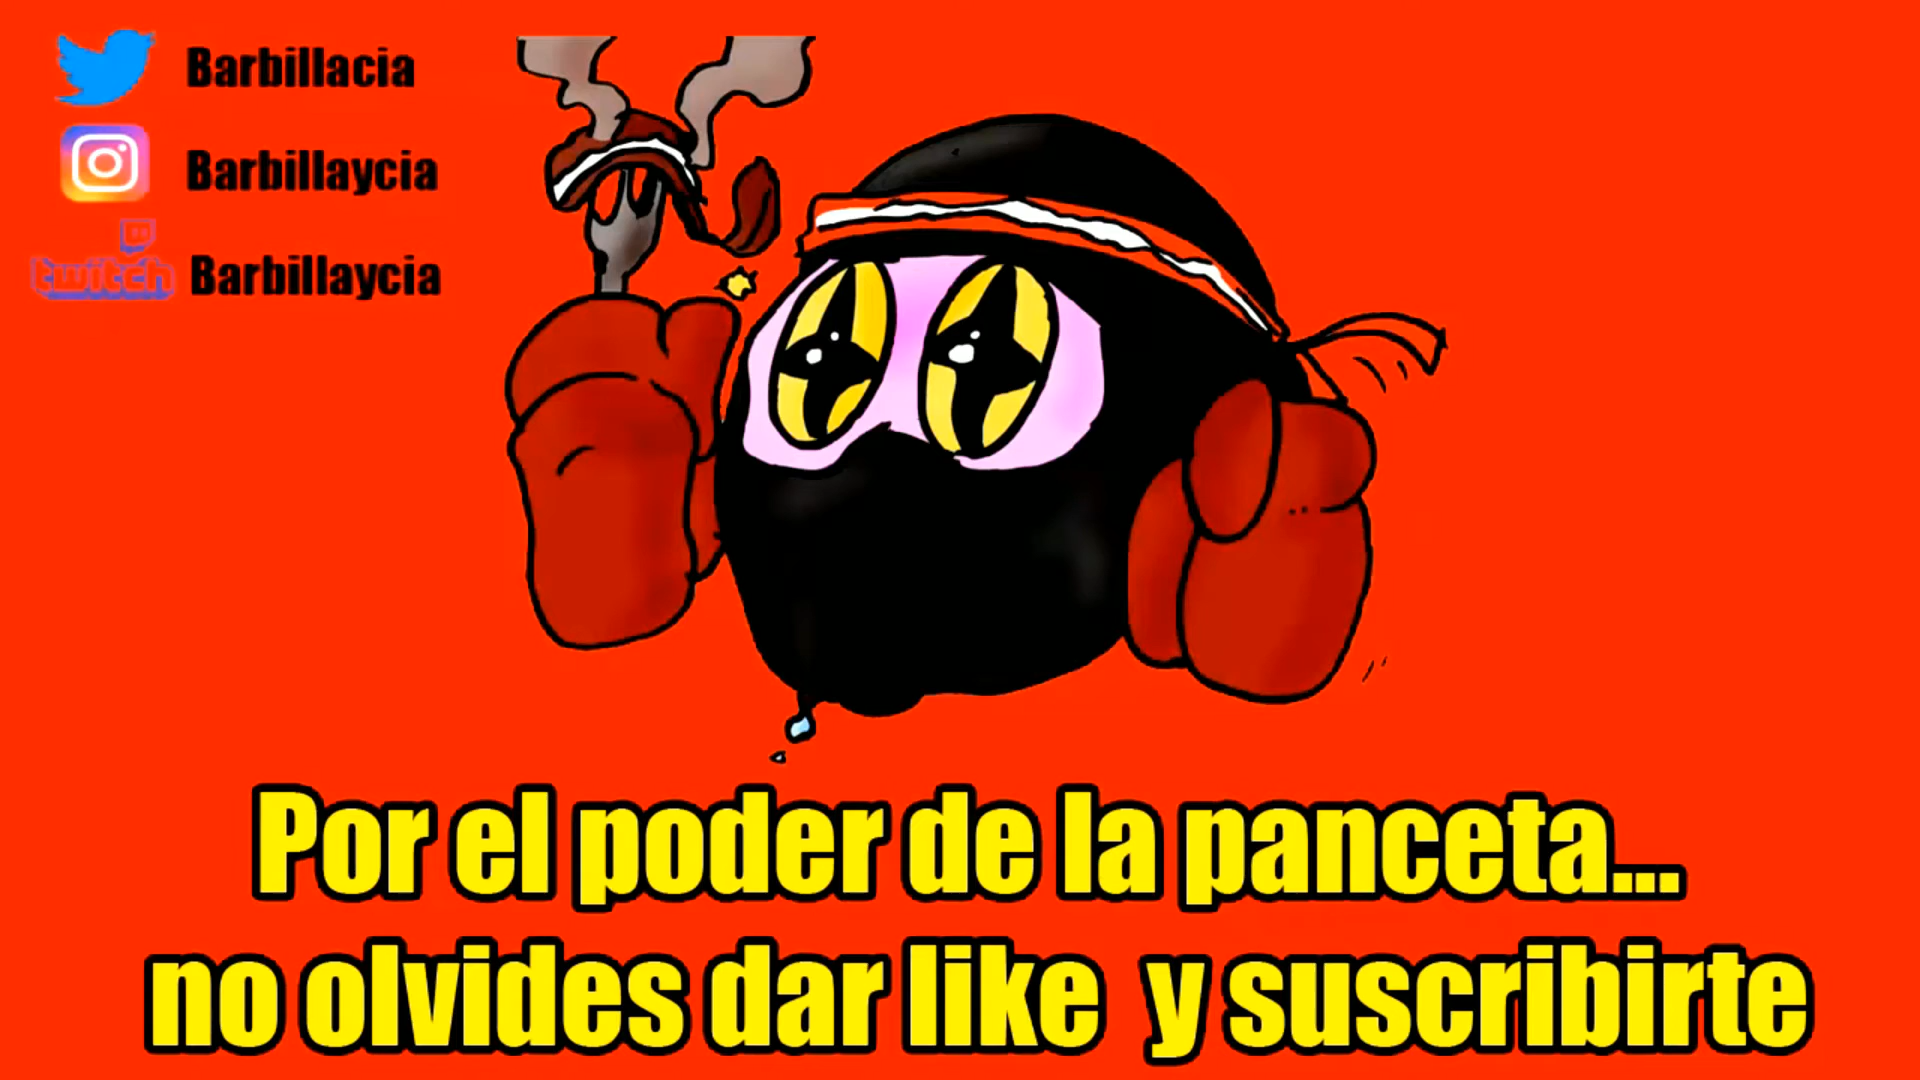 Barbillacia
Barbillaycia
twitch Barbillaycia
Por el poder de la panceta...
no olvides dar like y suscribirte